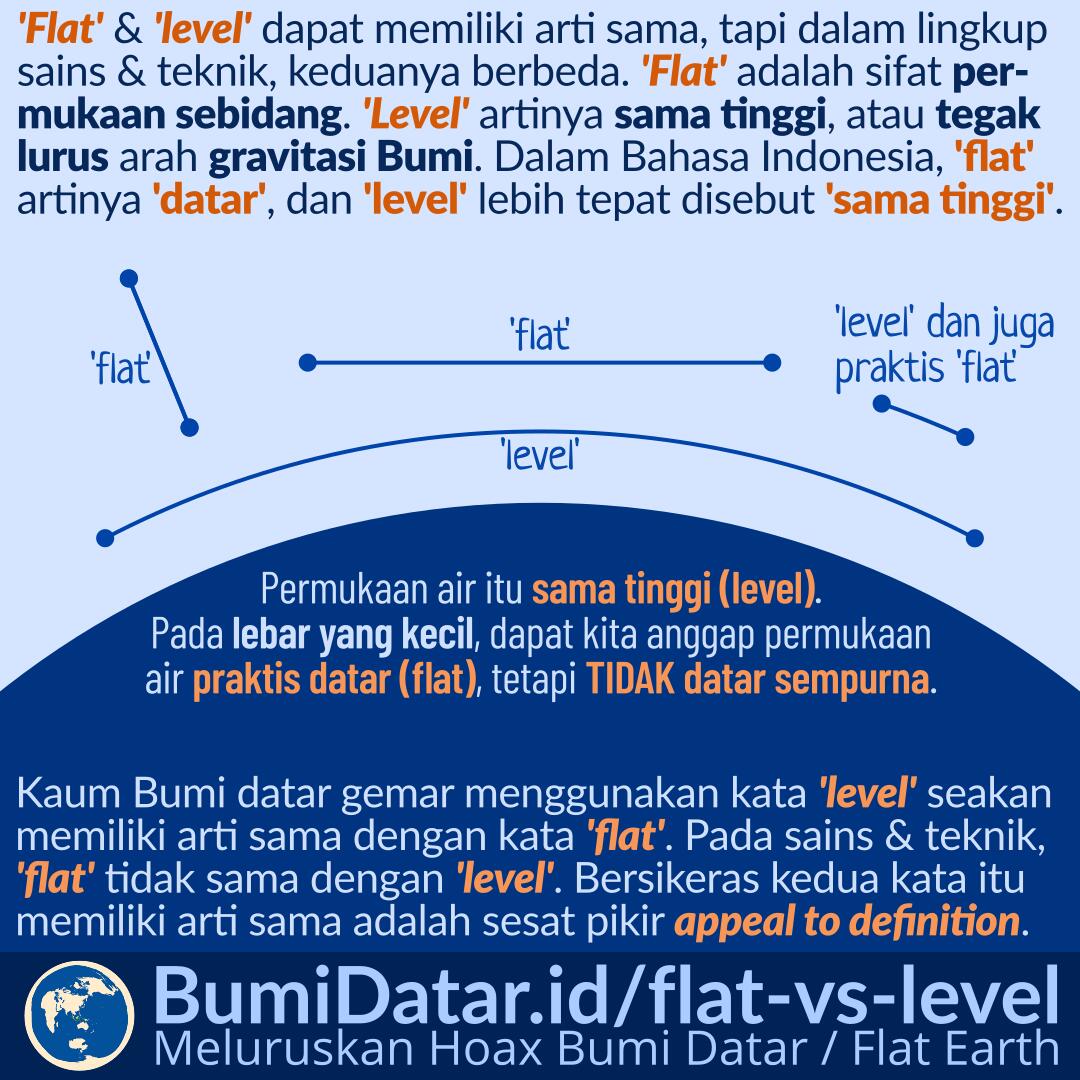 'Flat' & 'level' dapat memiliki arti sama, tapi dalam lingkup
sains & teknik, keduanya berbeda. 'Flat' adalah sifat per-
mukaan sebidang. 'Level' artinya sama tinggi, atau tegak
lurus arah gravitasi Bumi. Dalam Bahasa Indonesia, 'flat'
artinya 'datar', dan 'level' lebih tepat disebut 'sama tinggi'.
'flat'
'flat'
'level' dan juga
praktis 'flat'
'level'
Permukaan air itu sama tinggi (level).
Pada lebar yang kecil, dapat kita anggap permukaan
air praktis datar (flat), tetapi TIDAK datar sempurna.
Kaum Bumi datar gemar menggunakan kata 'level' seakan
memiliki arti sama dengan kata 'flat'. Pada sains & teknik,
'flat' tidak sama dengan 'level'. Bersikeras kedua kata itu
memiliki arti sama adalah sesat pikir appeal to definition.
BumiDatar.id/flat-vs-level
Meluruskan Hoax Bumi Datar / Flat Earth